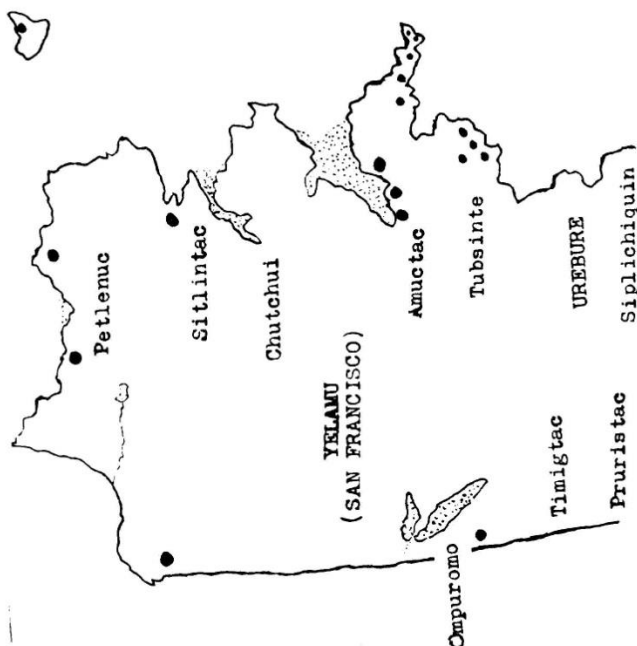 Petlenuc
Sitlintac
Chutchui
YELAMU
(SAN FRANCISCO)
Amuctac
Tubsinte
Ompuromo
Timigtac
UREBURE
Pruristac
Siplichiquin